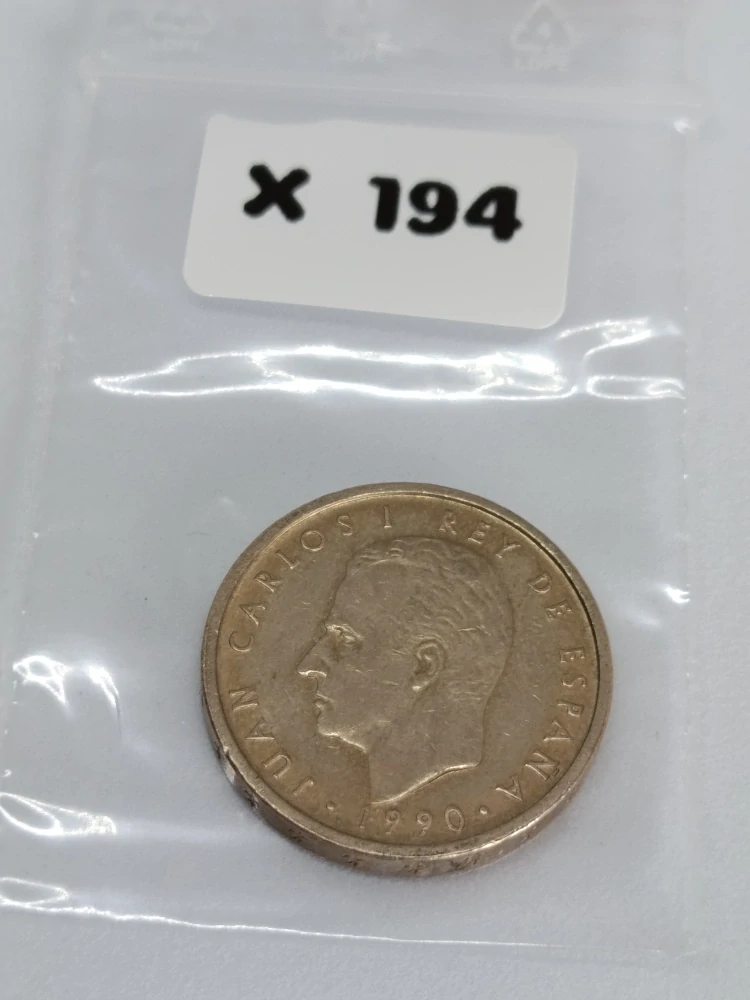 x 194
JUAN CARLOS I REY DE ESPAÑA
· 1990 ·